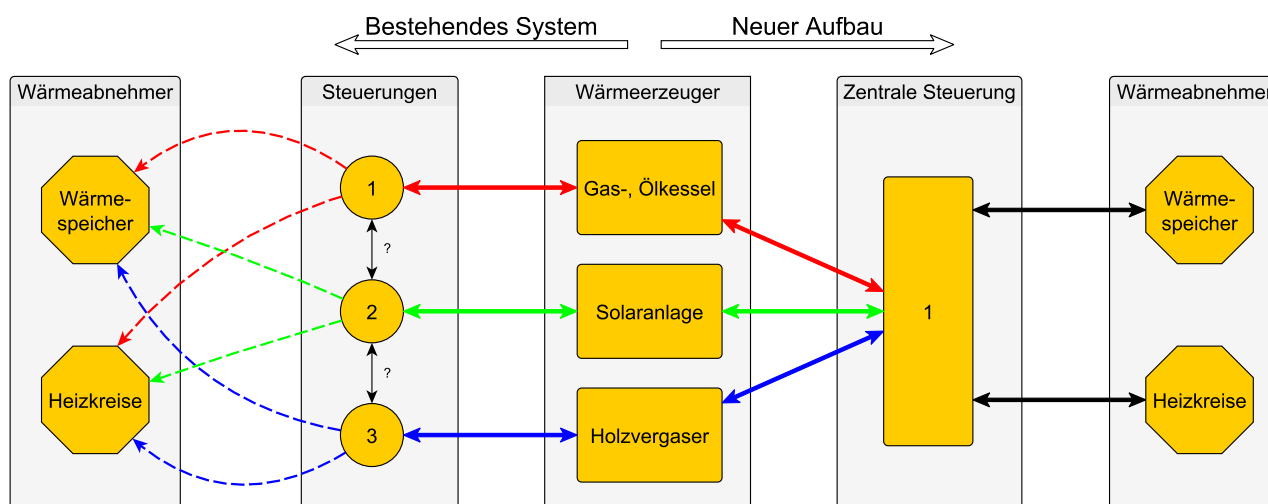 Bestehendes System
Neuer Aufbau
Wärmeabnehmer
Steuerungen
Wärmeerzeuger
Zentrale Steuerung
Wärmeabnehmer
Wärme-
speicher
Heizkreise
1
?
2
?
3
Gas-, Ölkessel
Solaranlage
Holzvergaser
1
Wärme-
speicher
Heizkreise